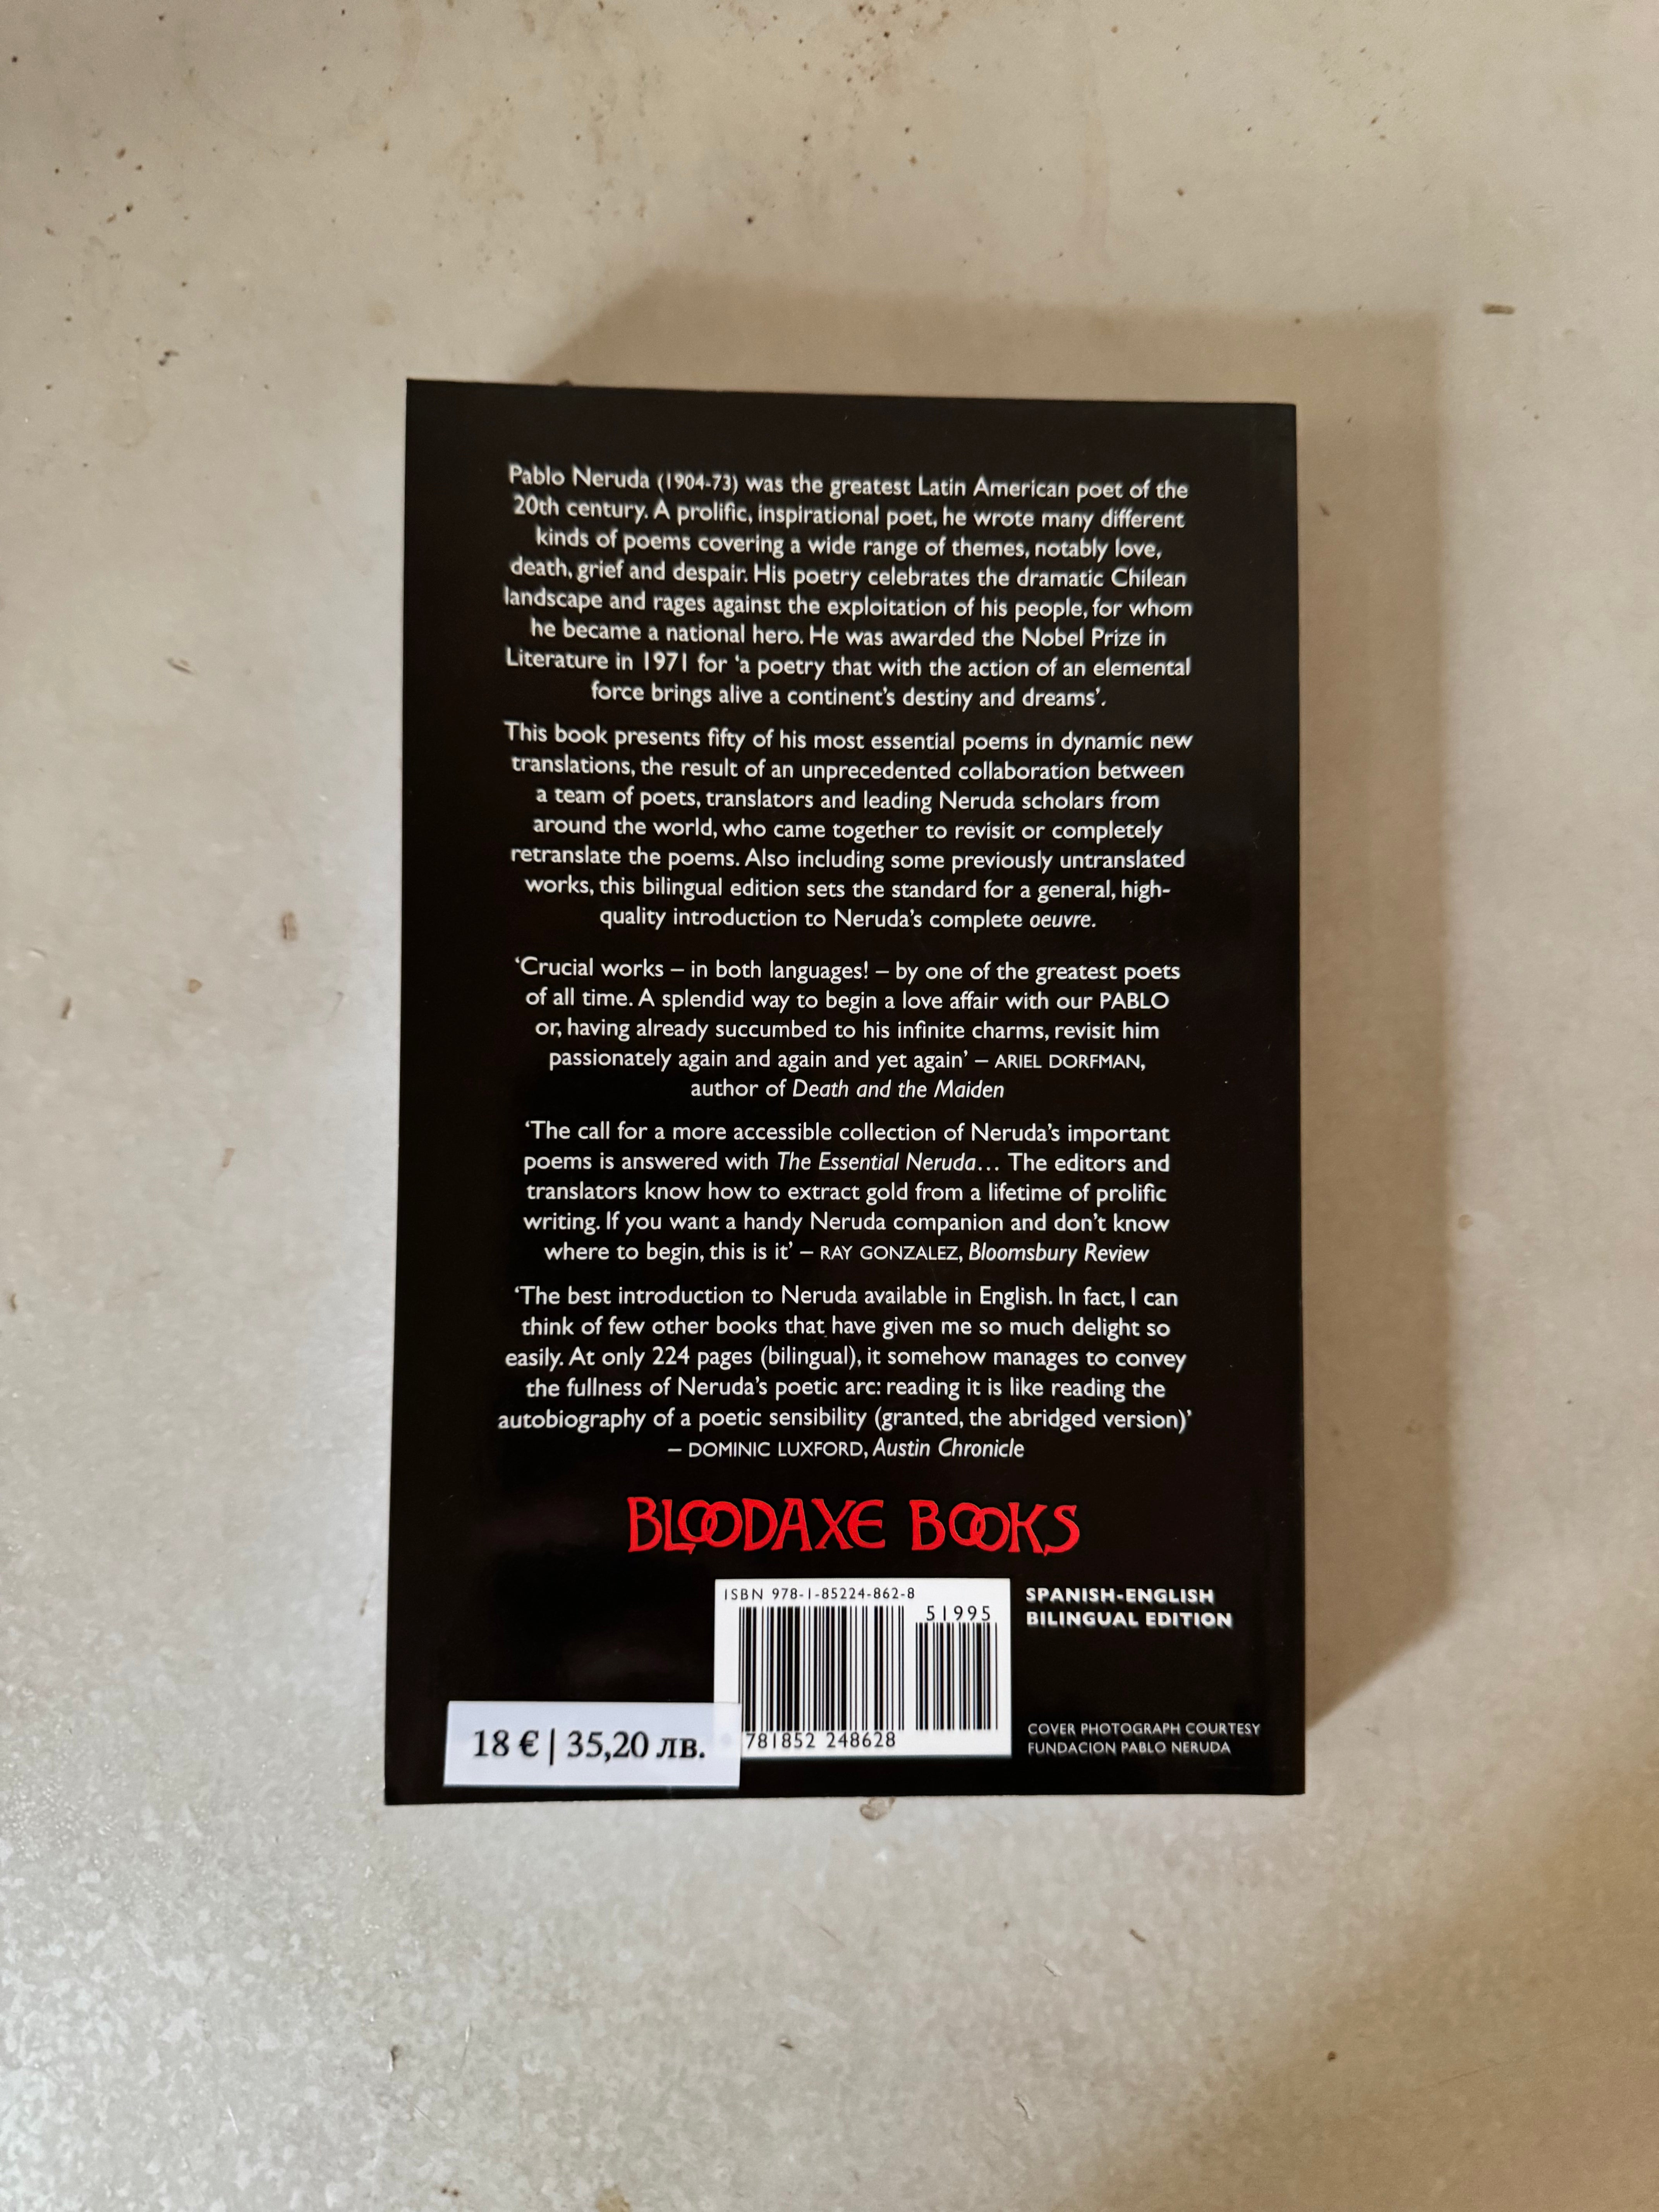 Pablo Neruda (1904-73) was the greatest Latin American poet of the
20th century. A prolific, inspirational poet, he wrote many different
kinds of poems covering a wide range of themes, notably love,
death, grief and despair. His poetry celebrates the dramatic Chilean
landscape and rages against the exploitation of his people, for whom
he became a national hero. He was awarded the Nobel Prize in
Literature in 1971 for ‘a poetry that with the action of an elemental
force brings alive a continent’s destiny and dreams’.
This book presents fifty of his most essential poems in dynamic new
translations, the result of an unprecedented collaboration between
a team of poets, translators and leading Neruda scholars from
around the world, who came together to revisit or completely
retranslate the poems. Also including some previously untranslated
works, this bilingual edition sets the standard for a general, high-
quality introduction to Neruda’s complete oeuvre.
‘Crucial works – in both languages! – by one of the greatest poets
of all time. A splendid way to begin a love affair with our PABLO
or, having already succumbed to his infinite charms, revisit him
passionately again and again and yet again’ – ARIEL DORFMAN,
author of Death and the Maiden
‘The call for a more accessible collection of Neruda’s important
poems is answered with The Essential Neruda… The editors and
translators know how to extract gold from a lifetime of prolific
writing. If you want a handy Neruda companion and don’t know
where to begin, this is it’ – RAY GONZALEZ, Bloomsbury Review
‘The best introduction to Neruda available in English. In fact, I can
think of few other books that have given me so much delight so
easily. At only 224 pages (bilingual), it somehow manages to convey
the fullness of Neruda’s poetic arc: reading it is like reading the
autobiography of a poetic sensibility (granted, the abridged version)’
– DOMINIC LUXFORD, Austin Chronicle
BLOODAXE BOOKS
ISBN 978-1-85224-862-8
51995
781852 248628
SPANISH-ENGLISH
BILINGUAL EDITION
COVER PHOTOGRAPH COURTESY
FUNDACION PABLO NERUDA
18 € | 35,20 лв.